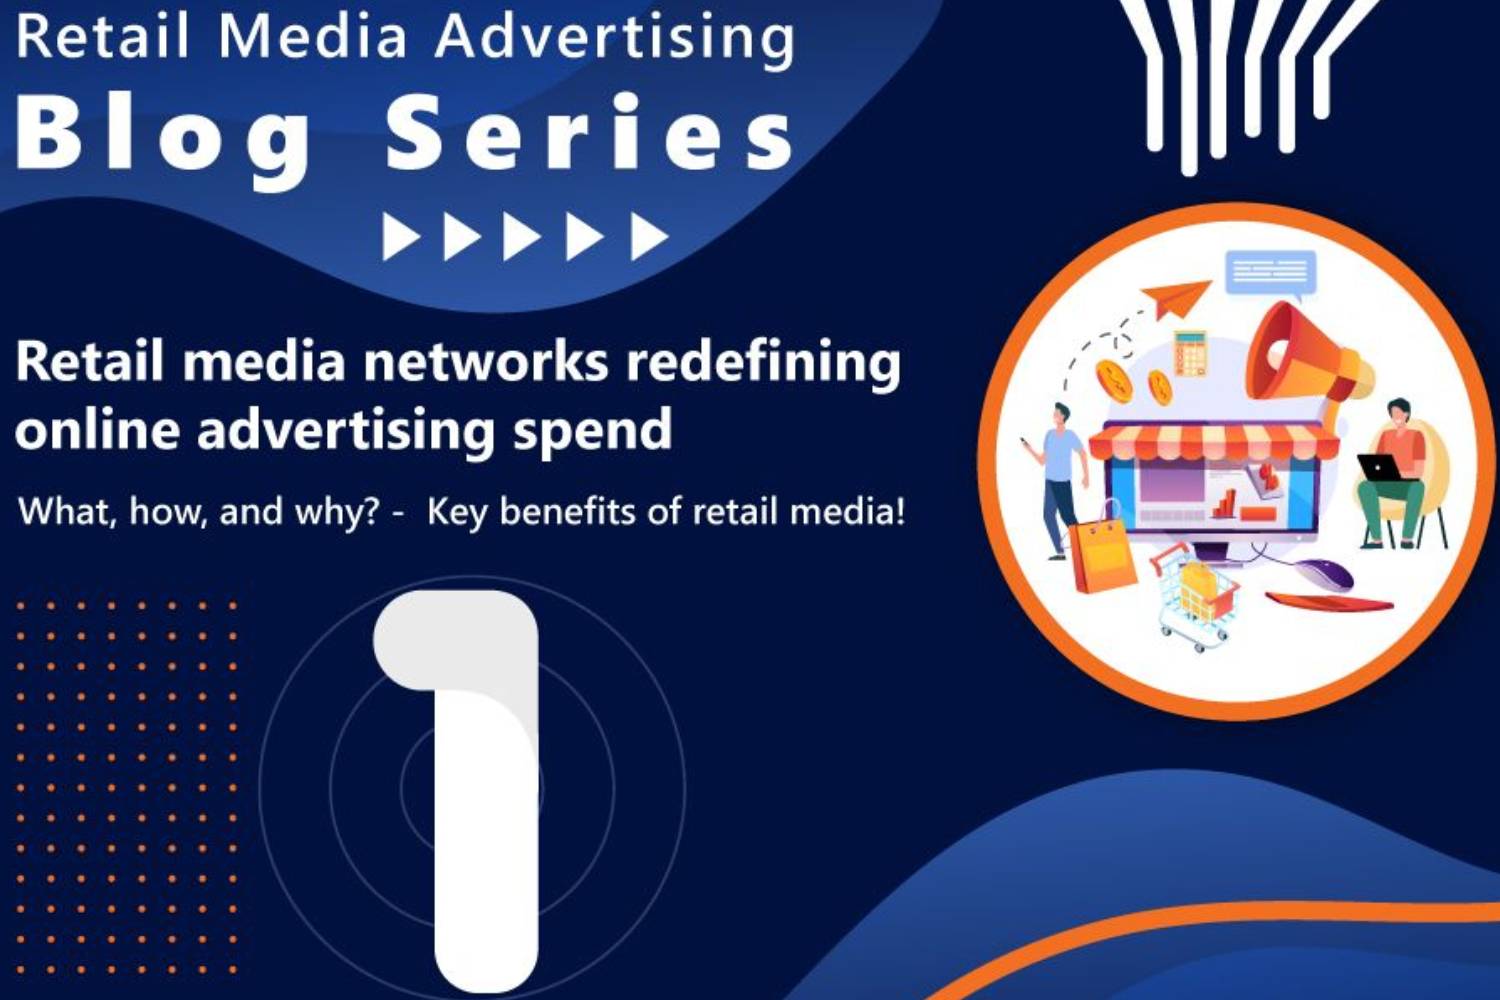 Retail Media Advertising
Blog Series
Retail media networks redefining
online advertising spend
What, how, and why? - Key benefits of retail media!
1